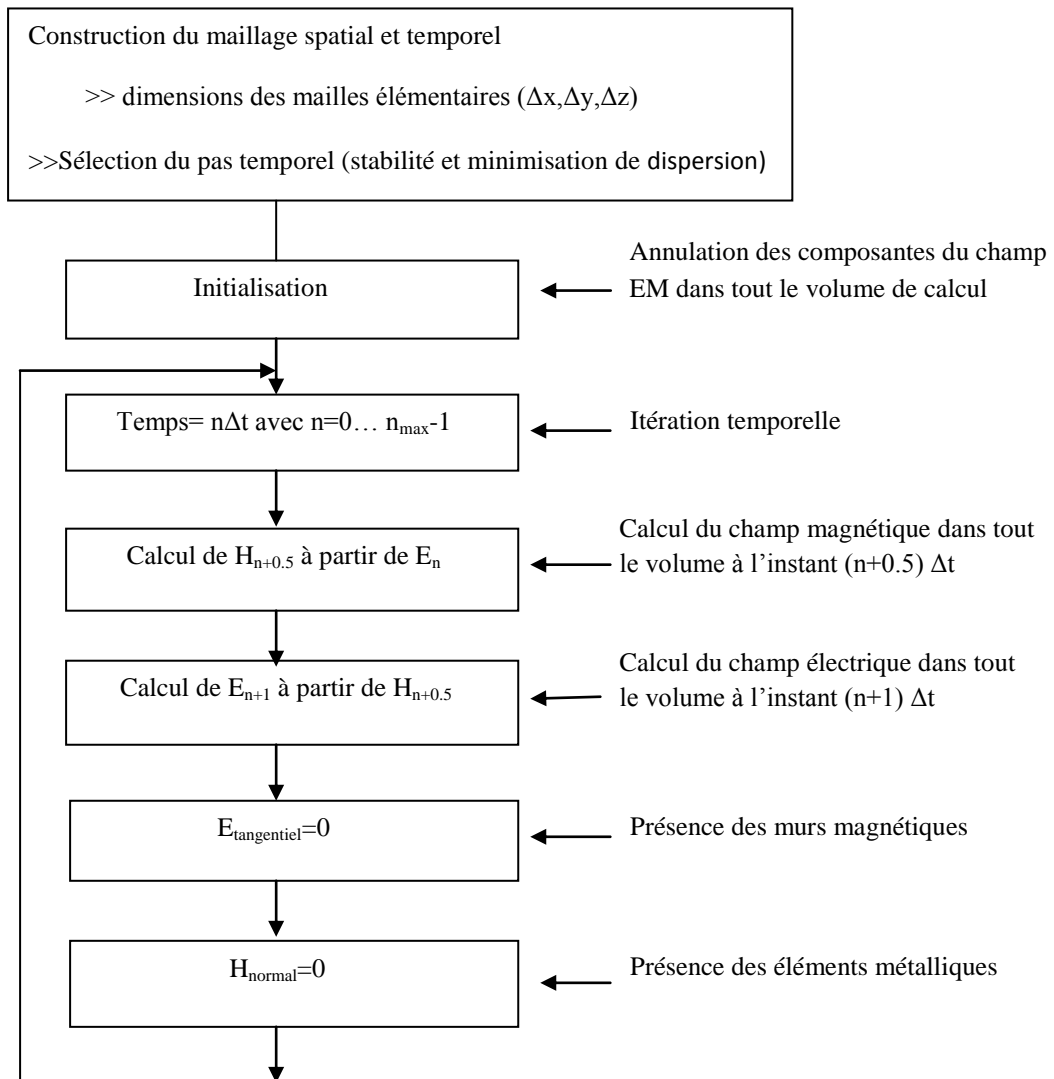 Construction du maillage spatial et temporel
>> dimensions des mailles élémentaires (Δx,Δy,Δz)
>>Sélection du pas temporel (stabilité et minimisation de dispersion)
Initialisation
Annulation des composantes du champ
EM dans tout le volume de calcul
Temps= nΔt avec n=0… nmax-1
Itération temporelle
Calcul de Hn+0.5 à partir de En
Calcul du champ magnétique dans tout
le volume à l’instant (n+0.5) Δt
Calcul de En+1 à partir de Hn+0.5
Calcul du champ électrique dans tout
le volume à l’instant (n+1) Δt
Etangentiel=0
Présence des murs magnétiques
Hnormal=0
Présence des éléments métalliques